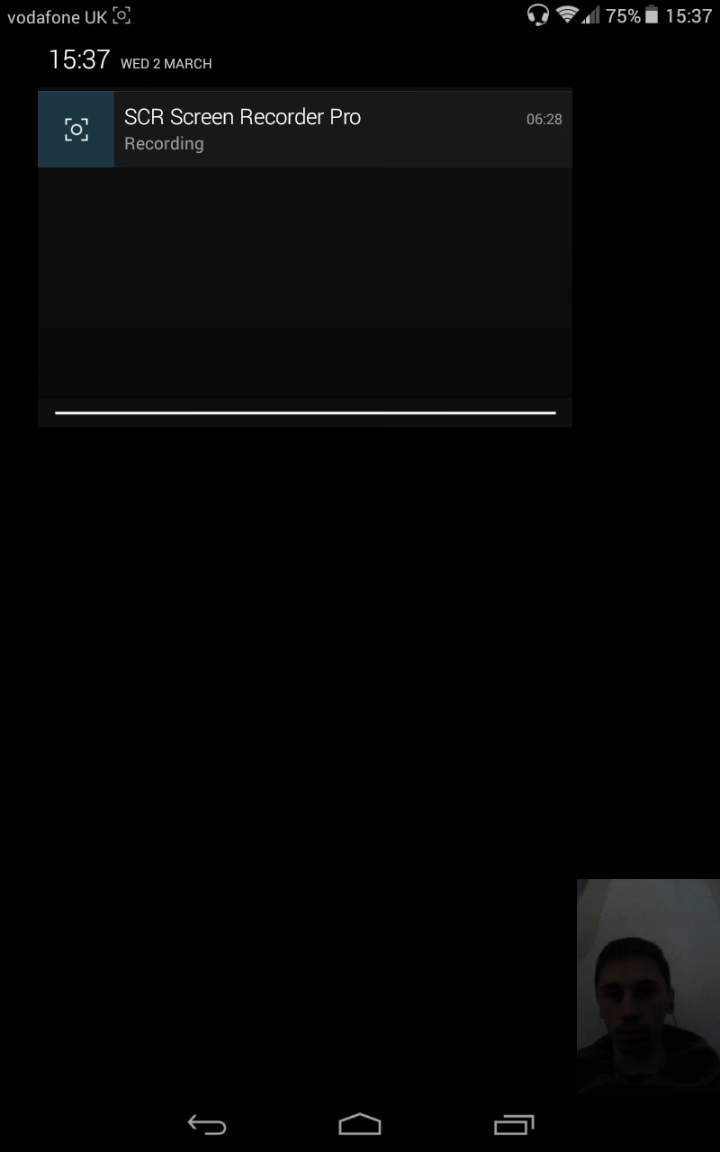 vodafone UK 75% 15:37
15:37 WED 2 MARCH
SCR Screen Recorder Pro 06:28
Recording